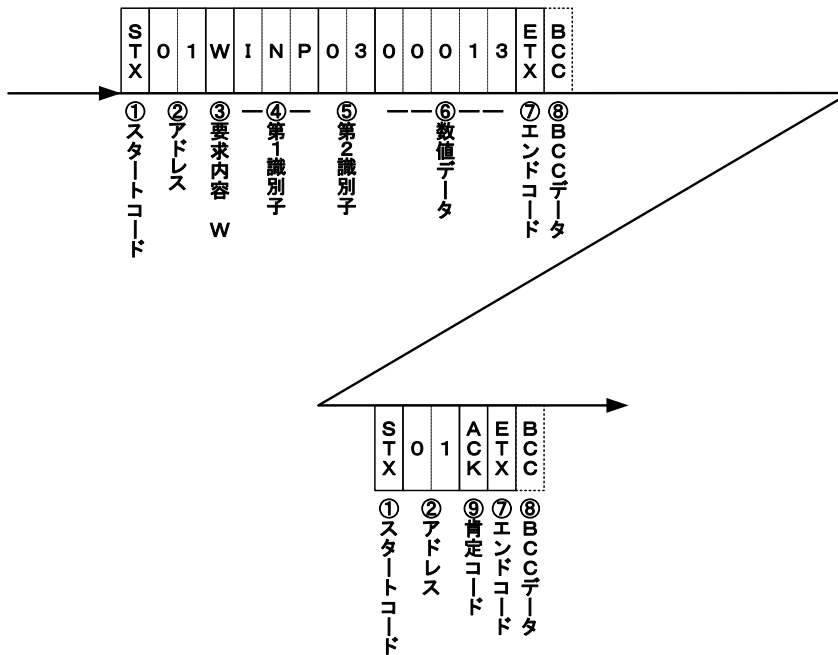 STX 0 1 W I N P 0 3 0 0 0 1 3 ETX BCC
①スタートコード
②アドレス
③要求内容 W
④第1識別子
⑤第2識別子
⑥数値データ
⑦エンドコード
⑧BCCデータ
STX 0 1 ACK ETX BCC
①スタートコード
②アドレス
⑨肯定コード
⑦エンドコード
⑧BCCデータ